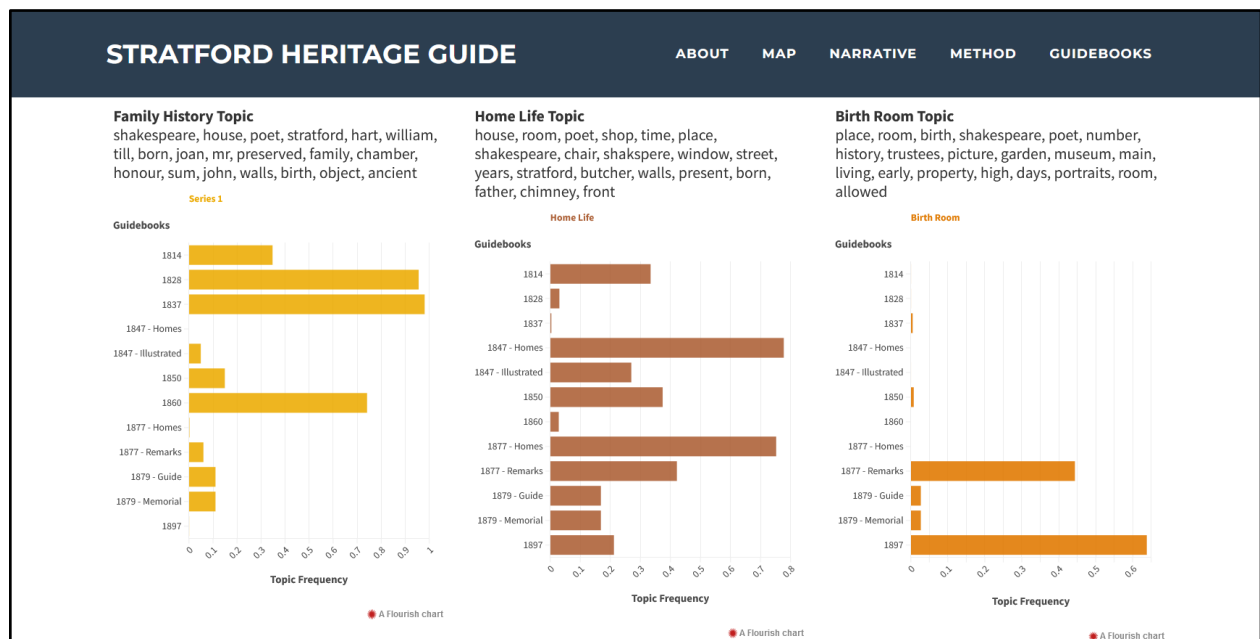 STRATFORD HERITAGE GUIDE
ABOUT MAP NARRATIVE METHOD GUIDEBOOKS
Family History Topic
shakespeare, house, poet, stratford, hart, william,
till, born, joan, mr, preserved, family, chamber,
honour, sum, john, walls, birth, object, ancient
Series 1
Guidebooks
1814
1828
1837
1847 - Homes
1847 - Illustrated
1850
1860
1877 - Homes
1877 - Remarks
1879 - Guide
1879 - Memorial
1897
0 0.1 0.2 0.3 0.4 0.5 0.6 0.7 0.8 0.9 1
Topic Frequency
A Flourish chart
Home Life Topic
house, room, poet, shop, time, place,
shakespeare, chair, shakspere, window, street,
years, stratford, butcher, walls, present, born,
father, chimney, front
Home Life
Guidebooks
1814
1828
1837
1847 - Homes
1847 - Illustrated
1850
1860
1877 - Homes
1877 - Remarks
1879 - Guide
1879 - Memorial
1897
0 0.1 0.2 0.3 0.4 0.5 0.6 0.7 0.8
Topic Frequency
A Flourish chart
Birth Room Topic
place, room, birth, shakespeare, poet, number,
history, trustees, picture, garden, museum, main,
living, early, property, high, days, portraits, room,
allowed
Birth Room
Guidebooks
1814
1828
1837
1847 - Homes
1847 - Illustrated
1850
1860
1877 - Homes
1877 - Remarks
1879 - Guide
1879 - Memorial
1897
0 0.1 0.2 0.3 0.4 0.5 0.6
Topic Frequency
A Flourish chart